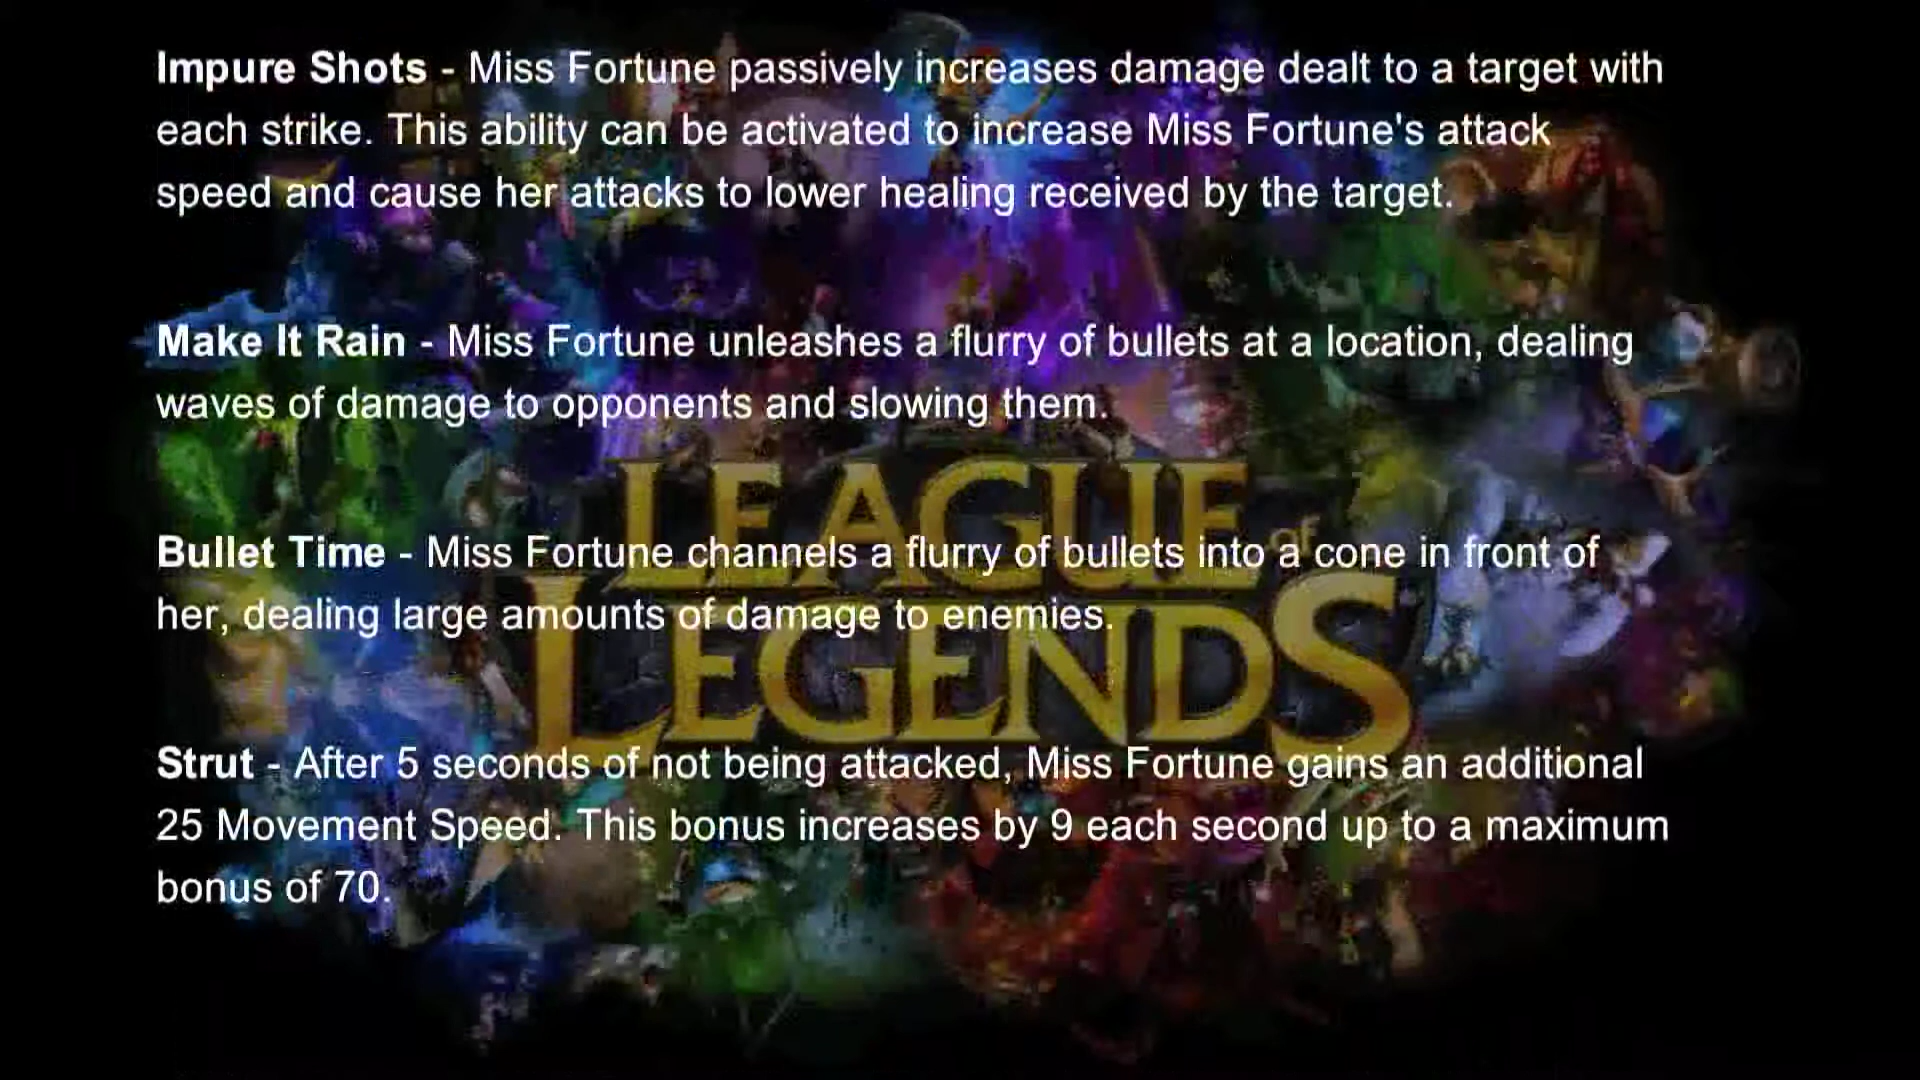 Impure Shots - Miss Fortune passively increases damage dealt to a target with
each strike. This ability can be activated to increase Miss Fortune's attack
speed and cause her attacks to lower healing received by the target.
Make It Rain - Miss Fortune unleashes a flurry of bullets at a location, dealing
waves of damage to opponents and slowing them.
LEAGUE of
Bullet Time - Miss Fortune channels a flurry of bullets into a cone in front of
her, dealing large amounts of damage to enemies.
LEGENDS
Strut - After 5 seconds of not being attacked, Miss Fortune gains an additional
25 Movement Speed. This bonus increases by 9 each second up to a maximum
bonus of 70.